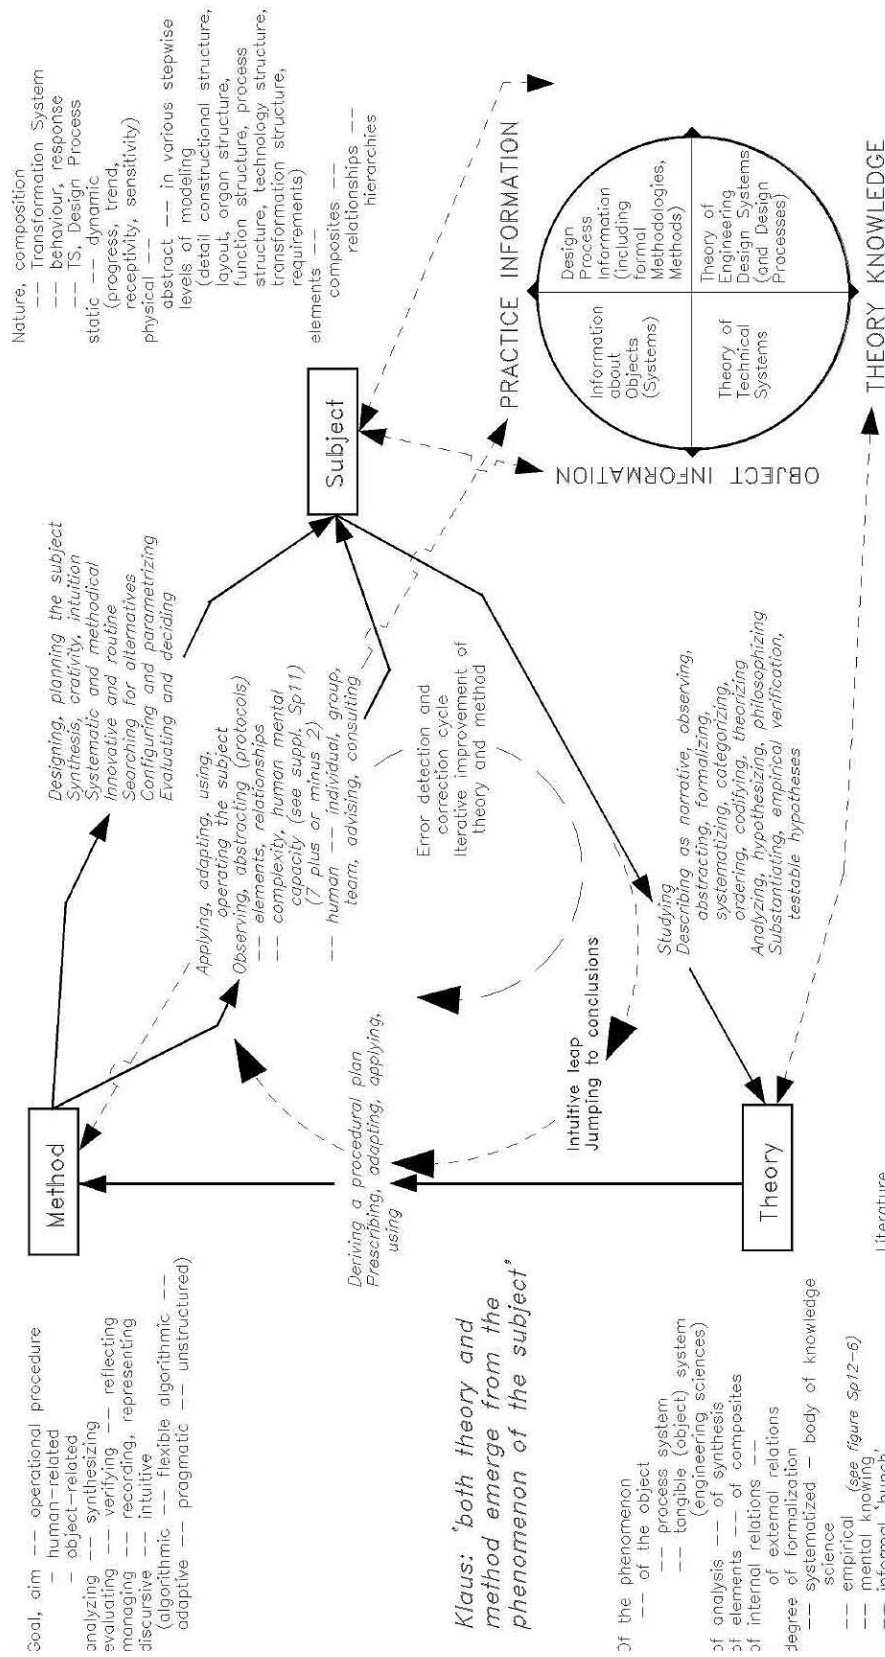 Goal, aim -- operational procedure
- human-related
- object-related
analyzing -- synthesizing
evaluating -- verifying -- reflecting
managing -- recording, representing
discursive -- intuitive
(algorithmic -- flexible algorithmic --
adaptive -- pragmatic -- unstructured)
Method
Designing, planning the subject
Synthesis, crativity, intuition
Systematic and methodical
Innovative and routine
Searching for alternatives
Configuring and parametrizing
Evaluating and deciding
Nature, composition
-- Transformation System
-- behaviour, response
-- TS, Design Process
static -- dynamic
(progress, trend,
receptivity, sensitivity)
physical --
abstract -- in various stepwise
levels of modeling
(detail constructional structure,
layout, organ structure,
function structure, process
structure, technology structure,
transformation structure,
requirements)
elements --
composites --
relationships --
hierarchies
Subject
Applying, adapting, using,
operating the subject
Observing, abstracting (protocols)
-- elements, relationships
-- complexity, human mental
capacity (see suppl. Sp11)
(7 plus or minus 2)
-- human -- individual, group,
team, advising, consulting
Deriving a procedural plan
Prescribing, adapting, applying,
using
Error detection and
correction cycle
Iterative improvement of
theory and method
Klaus: 'both theory and
method emerge from the
phenomenon of the subject'
Intuitive leap
Jumping to conclusions
PRACTICE INFORMATION
OBJECT INFORMATION
Information
about
Objects
(Systems)
Design
Process
Information
(including
formal
Methodologies,
Methods)
Theory of
Technical
Systems
Theory of
Engineering
Design Systems
(and Design
Processes)
THEORY KNOWLEDGE
Studying
Describing as narrative, observing,
abstracting, formalizing,
systematizing, categorizing,
ordering, codifying, theorizing
Analyzing, hypothesizing, philosophizing
Substantiating, empirical verification,
testable hypotheses
Theory
Of the phenomenon
-- of the object
-- process system
-- tangible (object) system
(engineering sciences)
of analysis -- of synthesis
of elements -- of composites
of internal relations --
of external relations
degree of formalization
-- systematized - body of knowledge
science
-- empirical (see figure Sp12-6)
-- mental knowing
-- informal 'hunch'
Literature